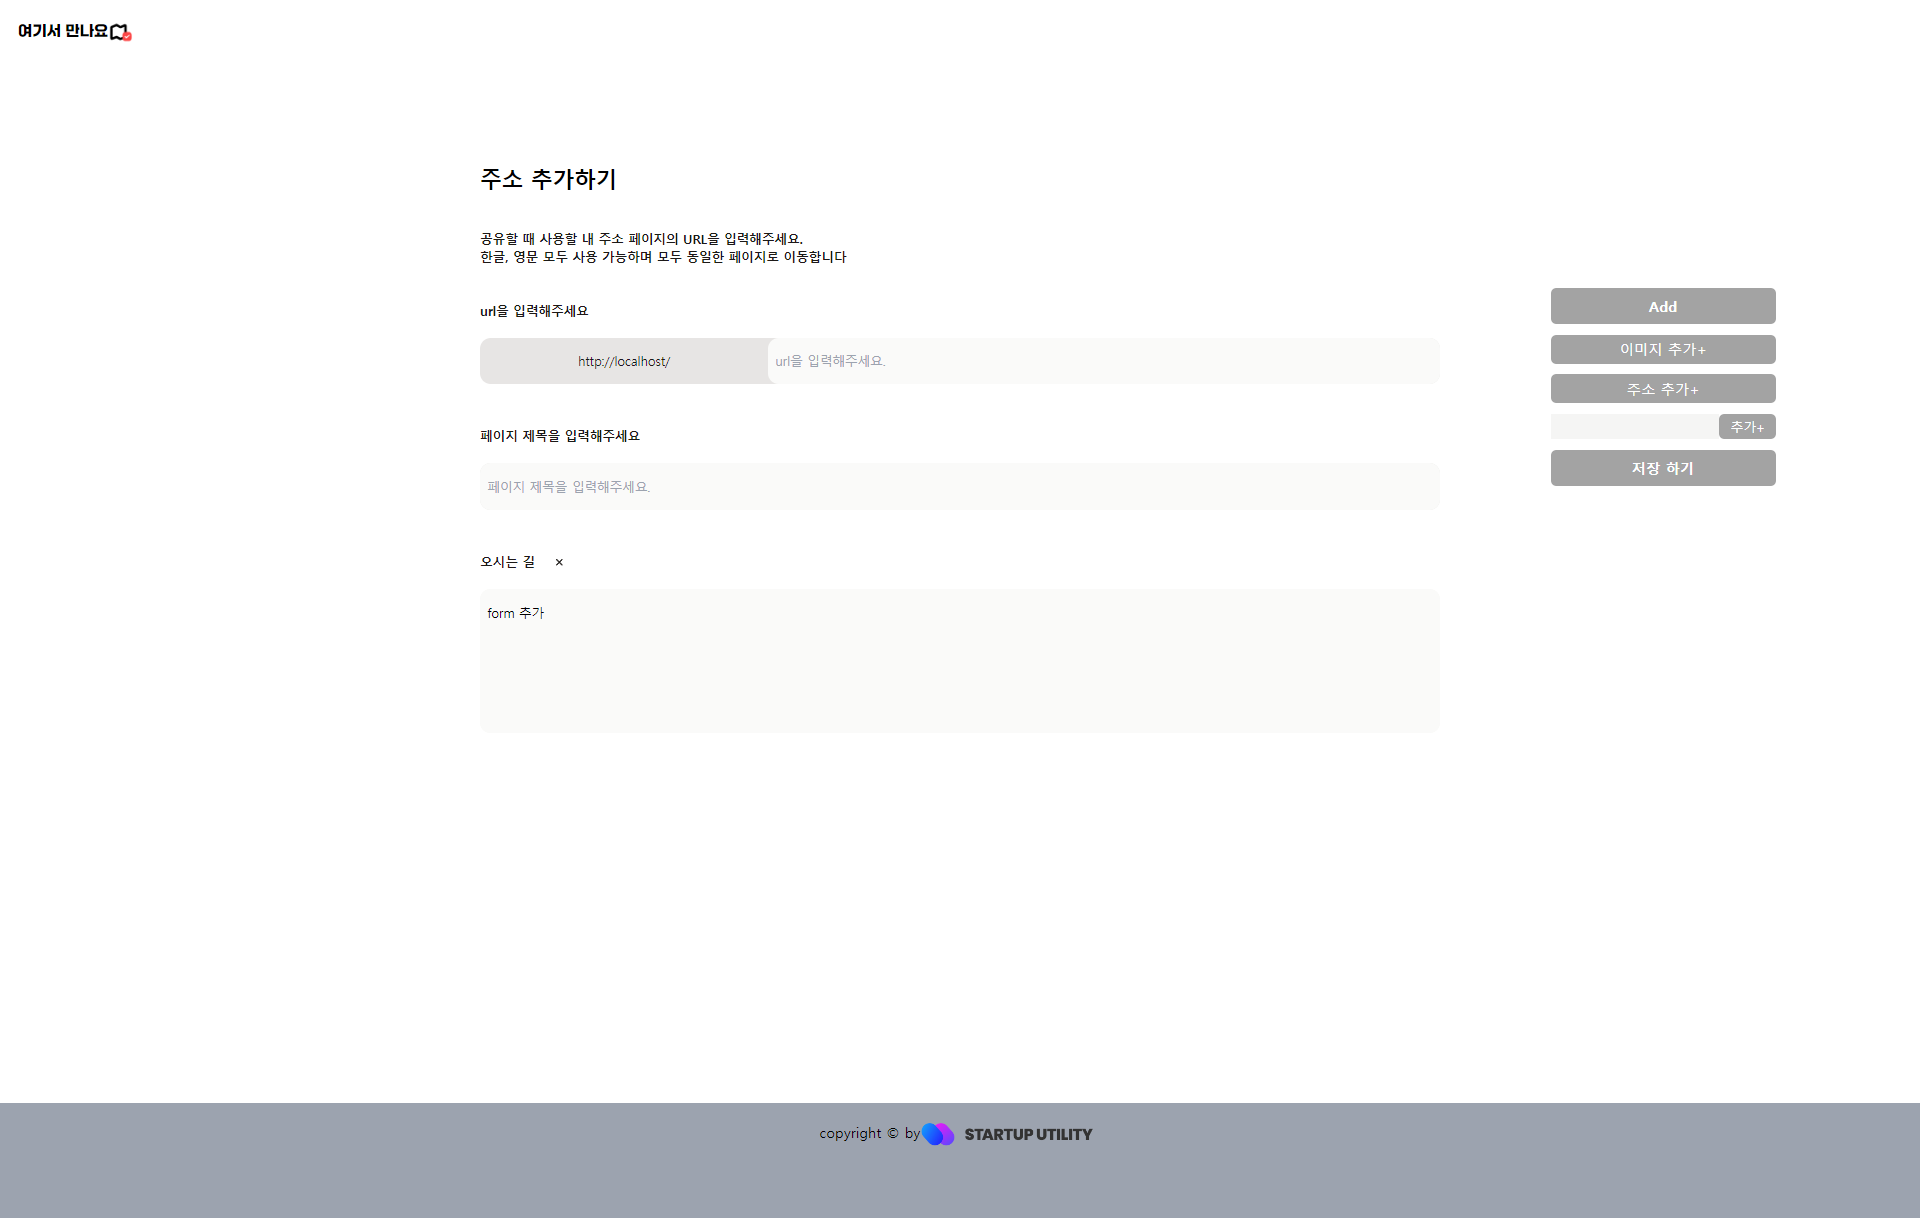 여기서 만나요
주소 추가하기
공유할 때 사용할 내 주소 페이지의 URL을 입력해주세요.
한글, 영문 모두 사용 가능하며 모두 동일한 페이지로 이동합니다
url을 입력해주세요
http://localhost/
url을 입력해주세요.
페이지 제목을 입력해주세요
페이지 제목을 입력해주세요.
오시는 길 ×
form 추가
Add
이미지 추가+
주소 추가+
추가+
저장 하기
copyright © by STARTUP UTILITY